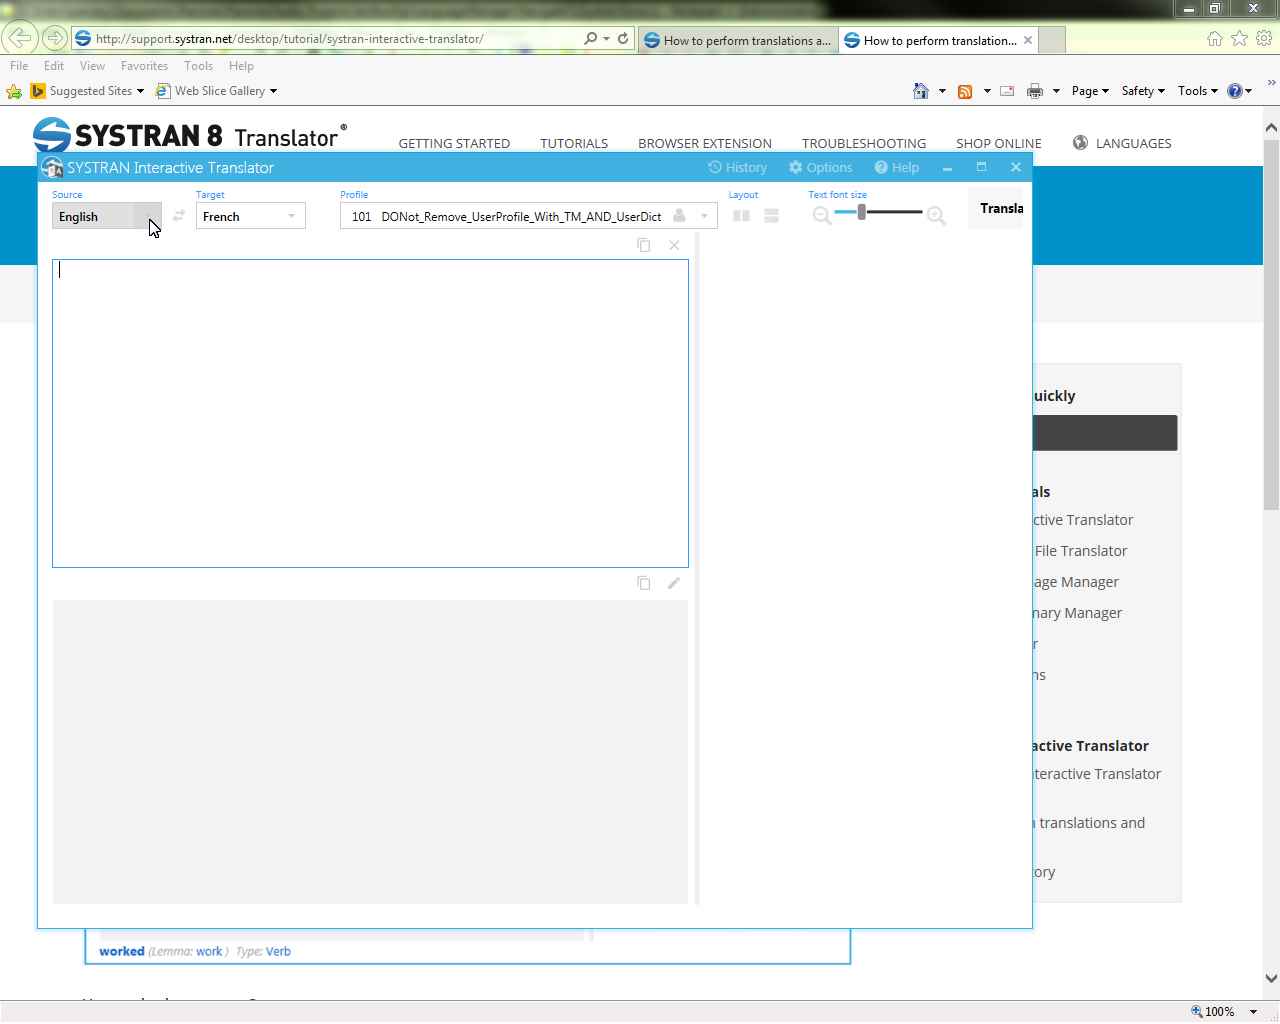 http://support.systran.net/desktop/tutorial/systran-interactive-translator/
How to perform translations a...
How to perform translation...
File Edit View Favorites Tools Help
Suggested Sites
Web Slice Gallery
Page Safety Tools
SYSTRAN 8 Translator®
GETTING STARTED TUTORIALS BROWSER EXTENSION TROUBLESHOOTING SHOP ONLINE LANGUAGES
SYSTRAN Interactive Translator
History Options Help
Source Target Profile Layout Text font size
English French 101 DONot_Remove_UserProfile_With_TM_AND_UserDict
Transla
uickly
als
ctive Translator
File Translator
age Manager
nary Manager
r
ns
active Translator
nteractive Translator
translations and
ory
worked (Lemma: work ) Type: Verb
100%